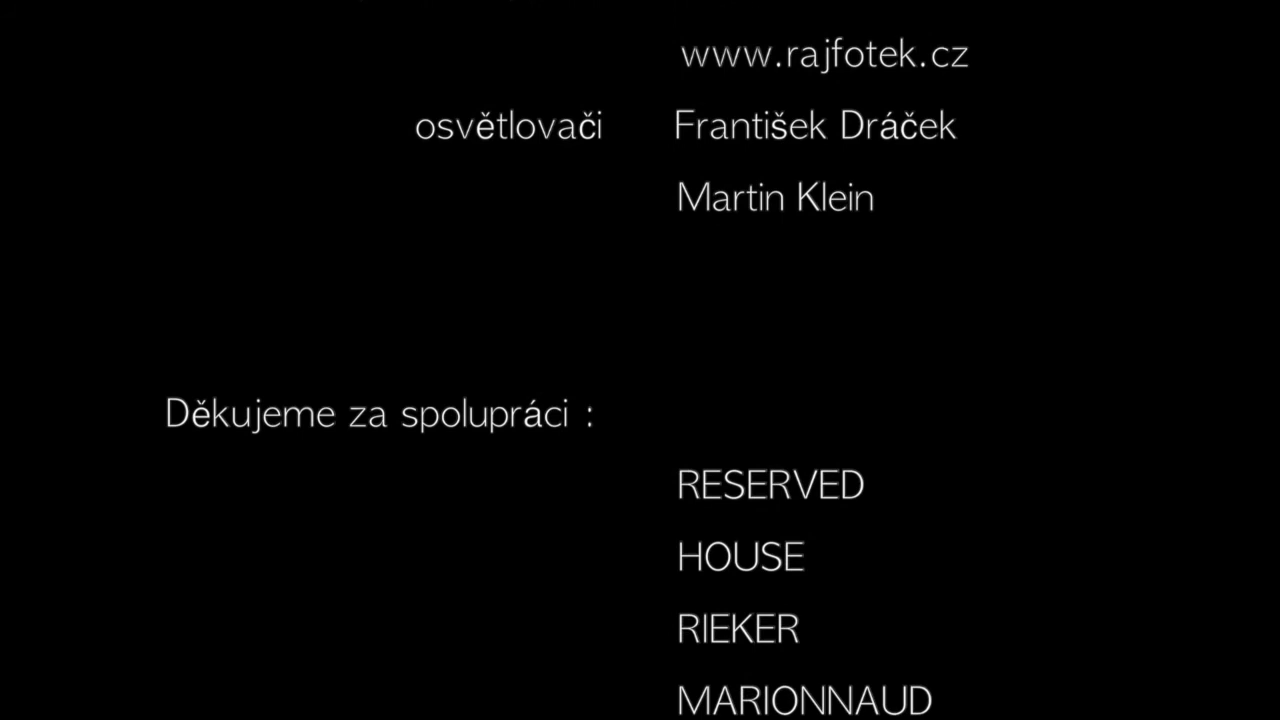 www.rajfotek.cz
osvětlovači František Dráček
Martin Klein
Děkujeme za spolupráci :
RESERVED
HOUSE
RIEKER
MARIONNAUD